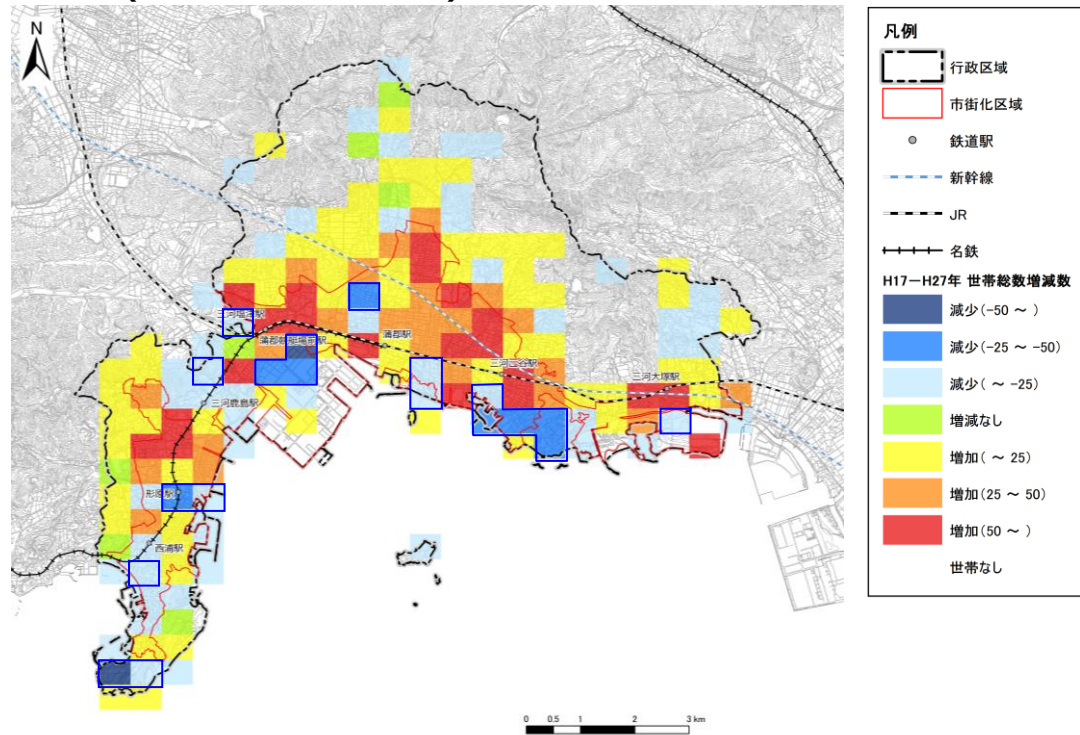 N
三河塩津駅
蒲郡競艇場前駅
蒲郡駅
三河三谷駅
三河大塚駅
三河鹿島駅
形原駅
西浦駅
0 0.5 1 2 3 km
凡例
行政区域
市街化区域
鉄道駅
新幹線
JR
名鉄
H17－H27年 世帯総数増減数
減少(-50 ～ )
減少(-25 ～ -50)
減少( ～ -25)
増減なし
増加( ～ 25)
増加(25 ～ 50)
増加(50 ～ )
世帯なし